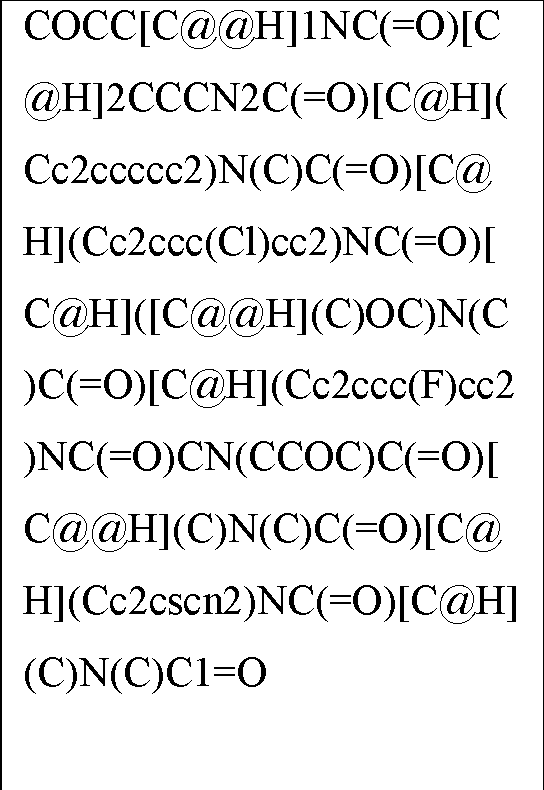 COCC[C@@H]1NC(=O)[C
@H]2CCCN2C(=O)[C@H](
Cc2ccccc2)N(C)C(=O)[C@
H](Cc2ccc(Cl)cc2)NC(=O)[
C@H]([C@@H](C)OC)N(C
)C(=O)[C@H](Cc2ccc(F)cc2
)NC(=O)CN(CCOC)C(=O)[
C@@H](C)N(C)C(=O)[C@
H](Cc2cscn2)NC(=O)[C@H]
(C)N(C)C1=O